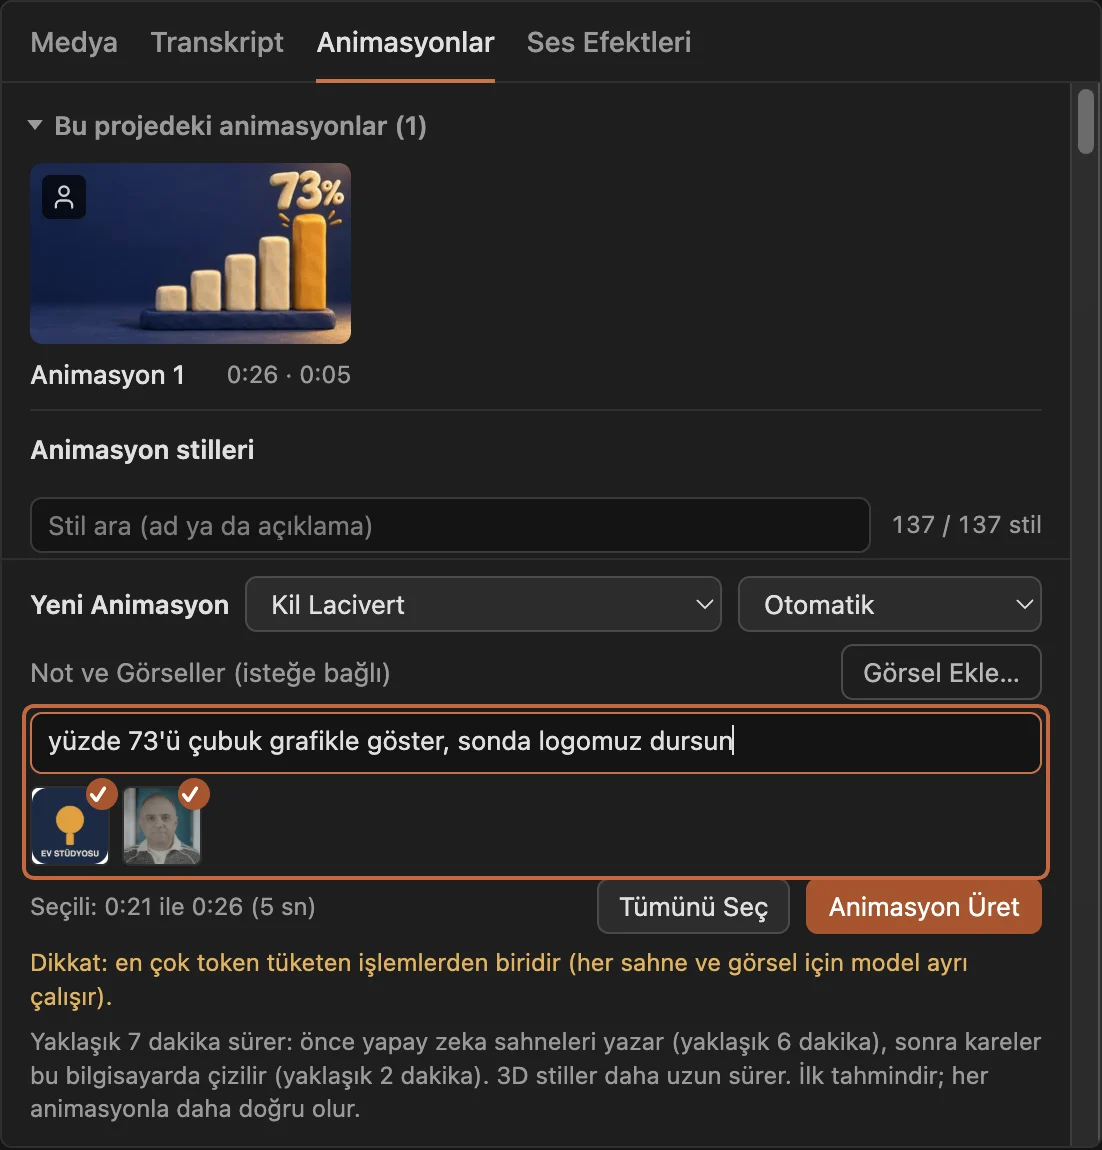 Medya Transkript Animasyonlar Ses Efektleri
Bu projedeki animasyonlar (1)
73%
Animasyon 1 0:26 · 0:05
Animasyon stilleri
Stil ara (ad ya da açıklama) 137 / 137 stil
Yeni Animasyon Kil Lacivert Otomatik
Not ve Görseller (isteğe bağlı) Görsel Ekle...
yüzde 73'ü çubuk grafikle göster, sonda logomuz dursun
EV STÜDYOSU
Seçili: 0:21 ile 0:26 (5 sn) Tümünü Seç Animasyon Üret
Dikkat: en çok token tüketen işlemlerden biridir (her sahne ve görsel için model ayrı
çalışır).
Yaklaşık 7 dakika sürer: önce yapay zeka sahneleri yazar (yaklaşık 6 dakika), sonra kareler
bu bilgisayarda çizilir (yaklaşık 2 dakika). 3D stiller daha uzun sürer. İlk tahmindir; her
animasyonla daha doğru olur.